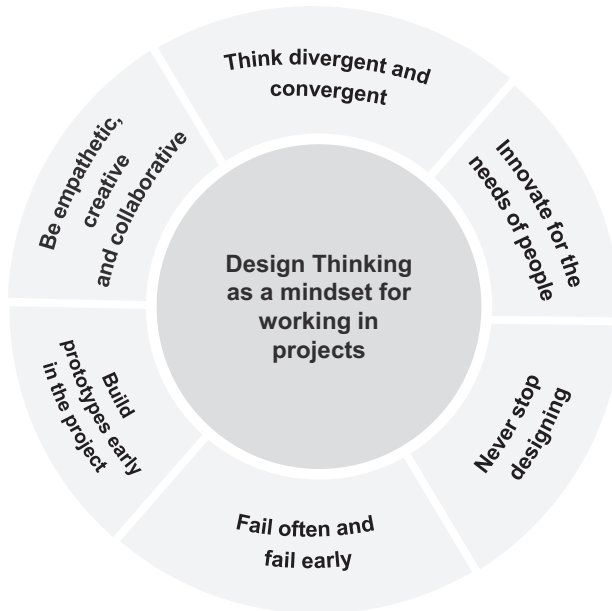 Think divergent and
convergent
Innovate for the
needs of people
Never stop
designing
Fail often and
fail early
Build
prototypes early
in the project
Be empathetic,
creative
and collaborative
Design Thinking
as a mindset for
working in
projects